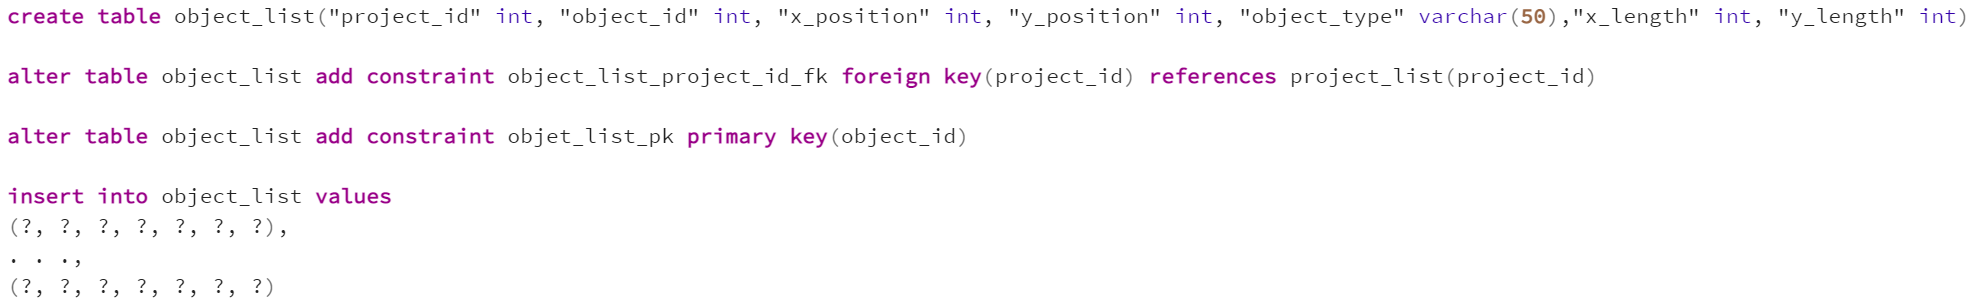 create table object_list("project_id" int, "object_id" int, "x_position" int, "y_position" int, "object_type" varchar(50),"x_length" int, "y_length" int)
alter table object_list add constraint object_list_project_id_fk foreign key(project_id) references project_list(project_id)
alter table object_list add constraint objet_list_pk primary key(object_id)
insert into object_list values
(?, ?, ?, ?, ?, ?, ?),
. . .,
(?, ?, ?, ?, ?, ?, ?)